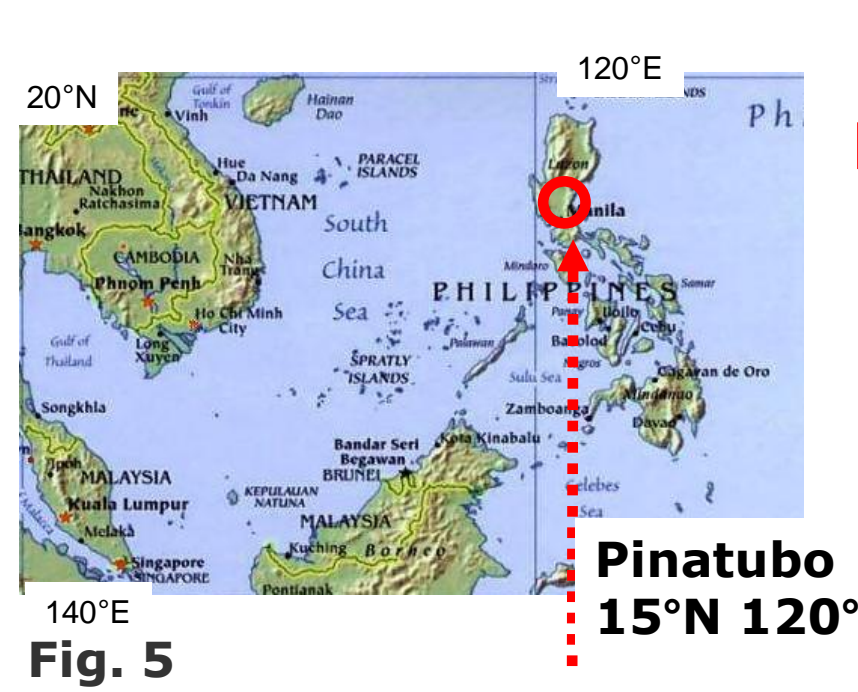 120°E
20°N
Gulf of
Tonkin
Vinh
Hainan
Dao
NDS
Ph
Hue
Da Nang
PARACEL
ISLANDS
Luzon
THAILAND
Nakhon
Ratchasima
VIETNAM
South
China
Sea
Manila
Bangkok
CAMBODIA
Nha
Trang
Phnom Penh
Mindoro
PHILIPPINES
Samar
Ho Chi Minh
City
Panay
Iloilo
Cebu
Gulf of
Thailand
Long
Xuyen
Palawan
Bacolod
Negros
SPRATLY
ISLANDS
Sulu Sea
Cagayan de Oro
Mindanao
Songkhla
Zamboanga
Davao
Bandar Seri
Begawan
BRUNEI
Kota Kinabalu
Ipoh
MALAYSIA
Kuala Lumpur
KEPULAUAN
NATUNA
Celebes
Sea
Melaka
Malacca
MALAYSIA
Kuching
Borneo
Singapore
SINGAPORE
Pontianak
Pinatubo
15°N 120°
140°E
Fig. 5